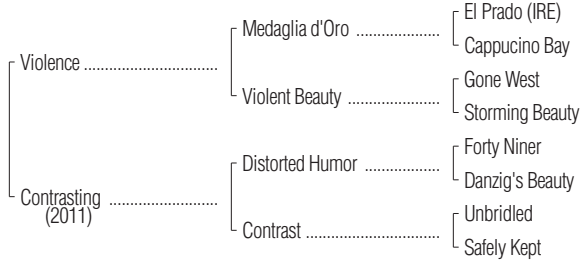 El Prado (IRE)
Medaglia d'Oro ....................
Cappucino Bay
Violence ................................
Gone West
Violent Beauty ......................
Storming Beauty
Forty Niner
Distorted Humor ..................
Danzig's Beauty
Contrasting ..........................
(2011)
Unbridled
Contrast ................................
Safely Kept